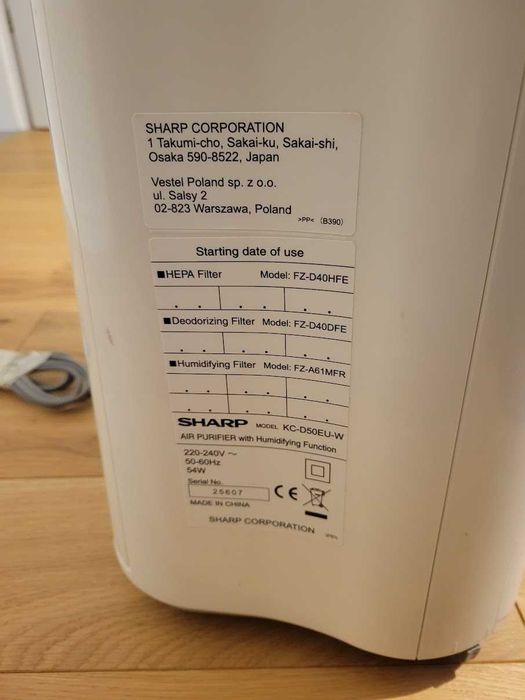 SHARP CORPORATION
1 Takumi-cho, Sakai-ku, Sakai-shi,
Osaka 590-8522, Japan
Vestel Poland sp. z o.o.
ul. Salsy 2
02-823 Warszawa, Poland
>PP< (B390)
Starting date of use
■HEPA Filter Model: FZ-D40HFE
■Deodorizing Filter Model: FZ-D40DFE
■Humidifying Filter Model: FZ-A61MFR
SHARP MODEL KC-D50EU-W
AIR PURIFIER with Humidifying Function
220-240V ~
50-60Hz
54W
Serial No.
25607
CE
MADE IN CHINA
SHARP CORPORATION